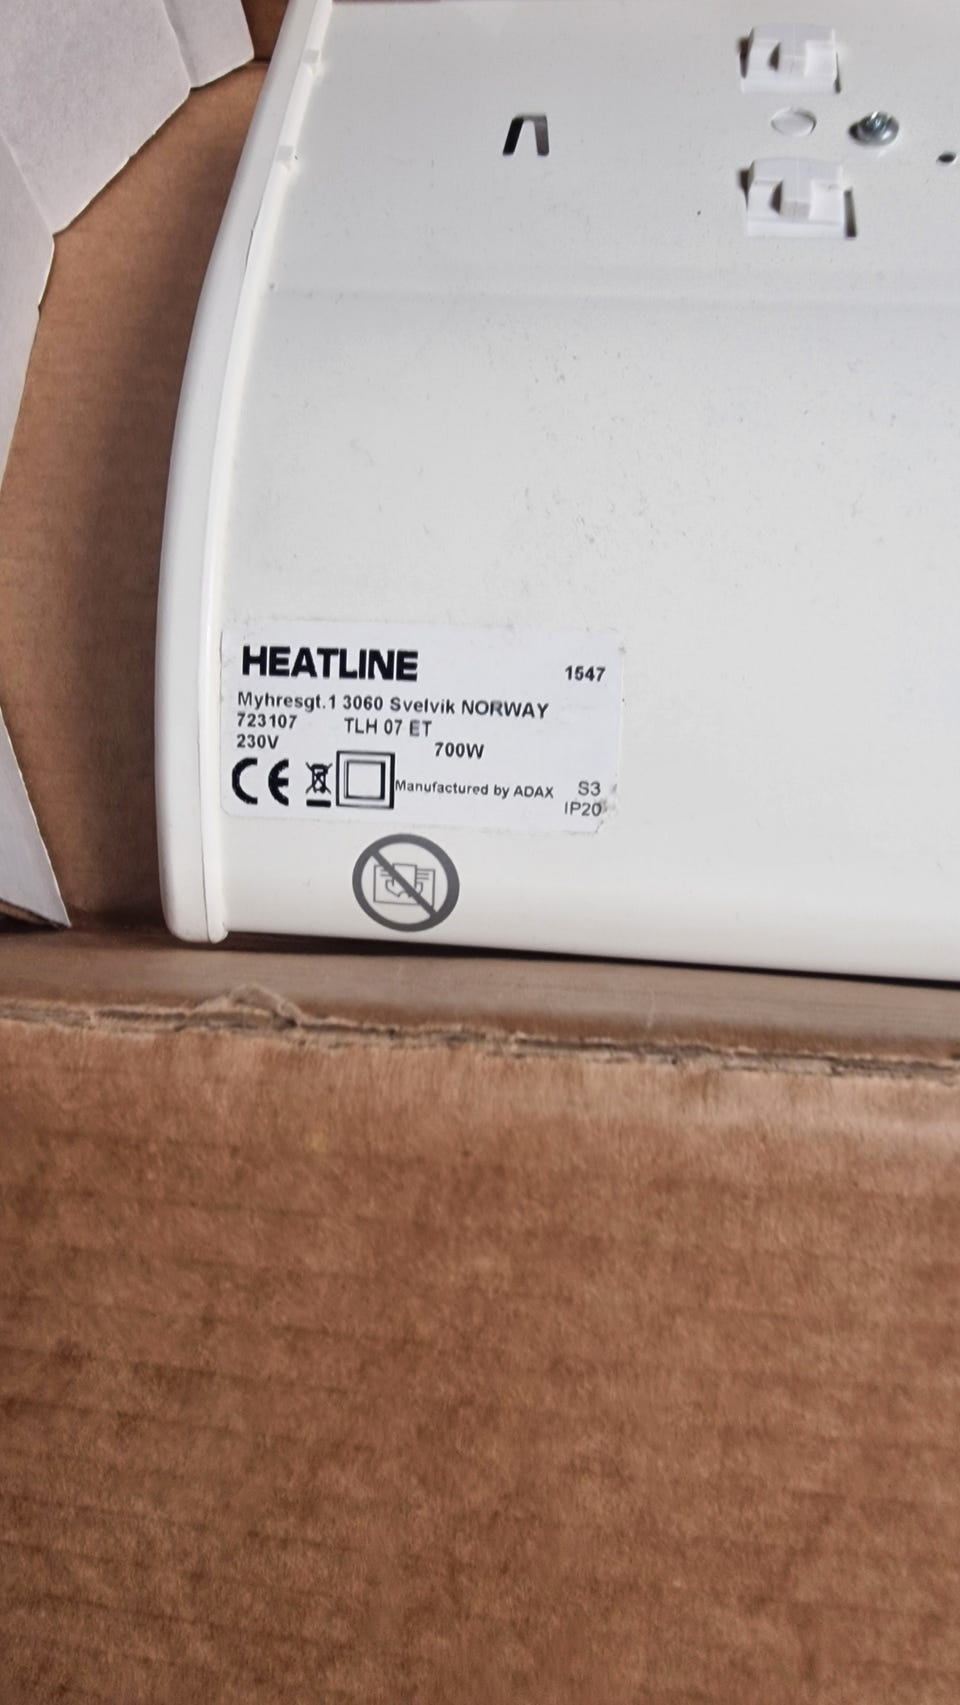 HEATLINE
1547
Myhresgt.1 3060 Svelvik NORWAY
723107 TLH 07 ET
230V 700W
CE Manufactured by ADAX S3
IP20